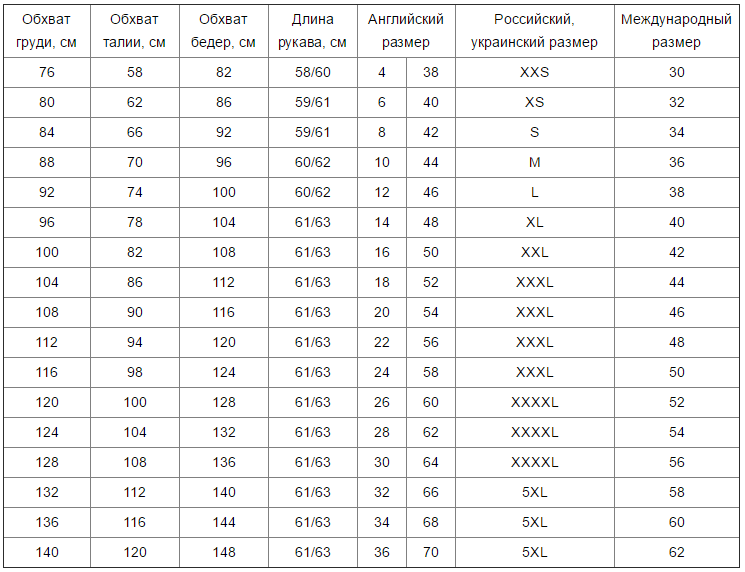 Обхват Обхват Обхват Длина Английский Российский, Международный
груди, см талии, см бедер, см рукава, см размер украинский размер размер
76 58 82 58/60 4 38 XXS 30
80 62 86 59/61 6 40 XS 32
84 66 92 59/61 8 42 S 34
88 70 96 60/62 10 44 M 36
92 74 100 60/62 12 46 L 38
96 78 104 61/63 14 48 XL 40
100 82 108 61/63 16 50 XXL 42
104 86 112 61/63 18 52 XXXL 44
108 90 116 61/63 20 54 XXXL 46
112 94 120 61/63 22 56 XXXL 48
116 98 124 61/63 24 58 XXXL 50
120 100 128 61/63 26 60 XXXXL 52
124 104 132 61/63 28 62 XXXXL 54
128 108 136 61/63 30 64 XXXXL 56
132 112 140 61/63 32 66 5XL 58
136 116 144 61/63 34 68 5XL 60
140 120 148 61/63 36 70 5XL 62